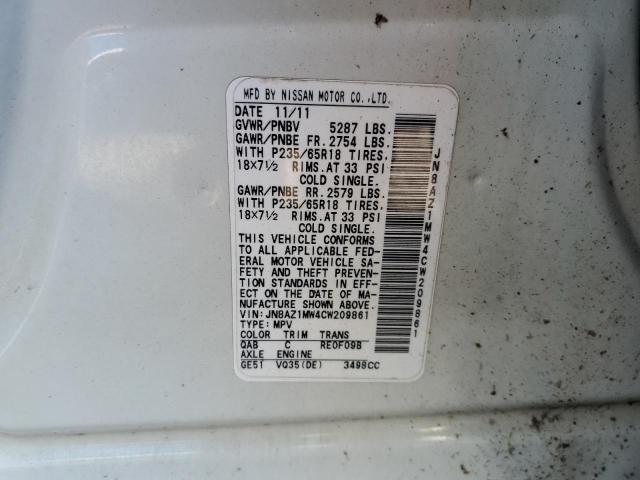 MFD BY NISSAN MOTOR CO.,LTD.
DATE 11/11
GVWR/PNBV 5287 LBS.
GAWR/PNBE FR. 2754 LBS.
WITH P235/65R18 TIRES.
18×7½ RIMS. AT 33 PSI
COLD SINGLE.
GAWR/PNBE RR. 2579 LBS.
WITH P235/65R18 TIRES.
18×7½ RIMS. AT 33 PSI
COLD SINGLE.
THIS VEHICLE CONFORMS
TO ALL APPLICABLE FED-
ERAL MOTOR VEHICLE SA-
FETY AND THEFT PREVEN-
TION STANDARDS IN EFF-
ECT ON THE DATE OF MA-
NUFACTURE SHOWN ABOVE.
VIN: JN8AZ1MW4CW209861
TYPE: MPV
COLOR TRIM TRANS
QAB C RE0F09B
AXLE ENGINE
GE51 VQ35(DE) 3498CC
JN8AZ1MW4CW209861